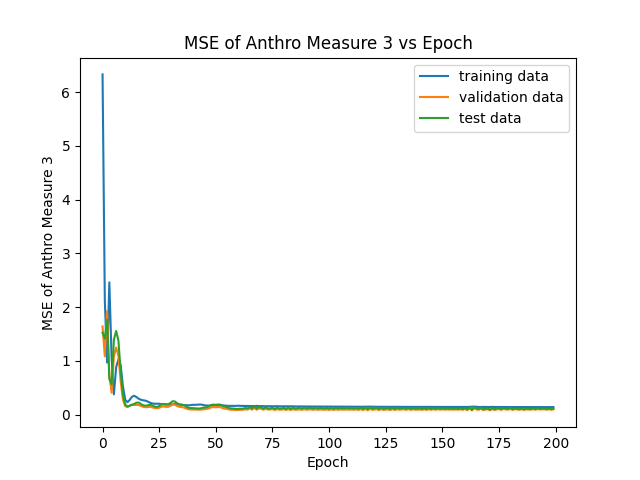 MSE of Anthro Measure 3 vs Epoch
training data
validation data
test data
MSE of Anthro Measure 3
6
5
4
3
2
1
0
0 25 50 75 100 125 150 175 200
Epoch